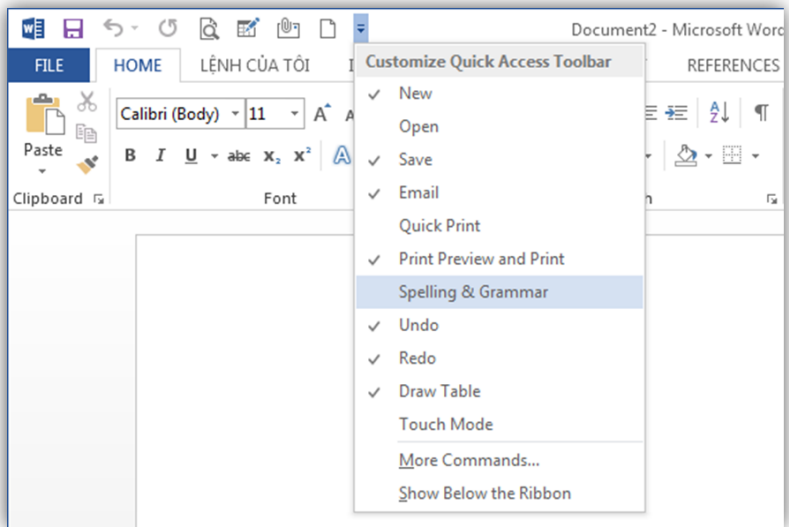 Document2 - Microsoft Word
FILE
HOME
LỆNH CỦA TÔI
REFERENCES
Customize Quick Access Toolbar
New
Open
Save
Email
Quick Print
Print Preview and Print
Spelling & Grammar
Undo
Redo
Draw Table
Touch Mode
More Commands...
Show Below the Ribbon
Paste
Calibri (Body)
11
B I U abc X₂ X²
Clipboard
Font